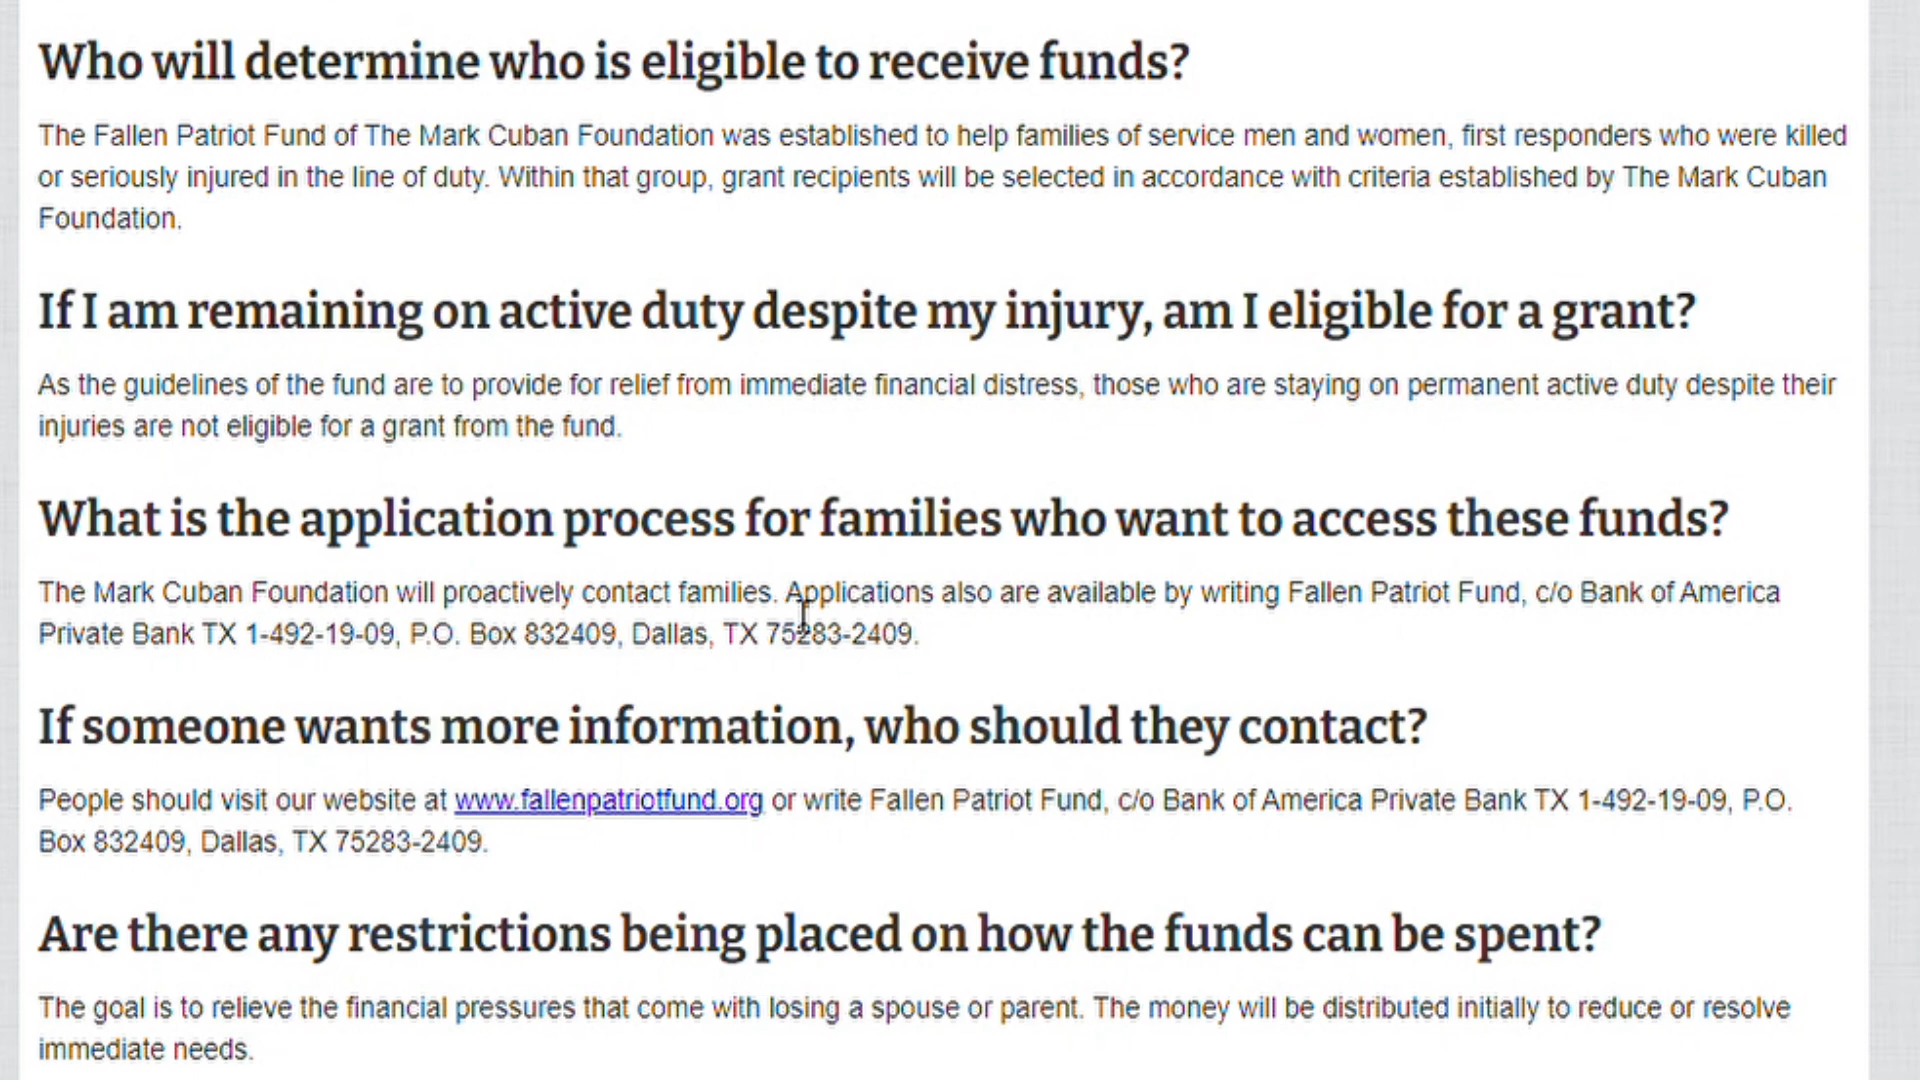 Who will determine who is eligible to receive funds?
The Fallen Patriot Fund of The Mark Cuban Foundation was established to help families of service men and women, first responders who were killed
or seriously injured in the line of duty. Within that group, grant recipients will be selected in accordance with criteria established by The Mark Cuban
Foundation.
If I am remaining on active duty despite my injury, am I eligible for a grant?
As the guidelines of the fund are to provide for relief from immediate financial distress, those who are staying on permanent active duty despite their
injuries are not eligible for a grant from the fund.
What is the application process for families who want to access these funds?
The Mark Cuban Foundation will proactively contact families. Applications also are available by writing Fallen Patriot Fund, c/o Bank of America
Private Bank TX 1-492-19-09, P.O. Box 832409, Dallas, TX 75283-2409.
If someone wants more information, who should they contact?
People should visit our website at www.fallenpatriotfund.org or write Fallen Patriot Fund, c/o Bank of America Private Bank TX 1-492-19-09, P.O.
Box 832409, Dallas, TX 75283-2409.
Are there any restrictions being placed on how the funds can be spent?
The goal is to relieve the financial pressures that come with losing a spouse or parent. The money will be distributed initially to reduce or resolve
immediate needs.